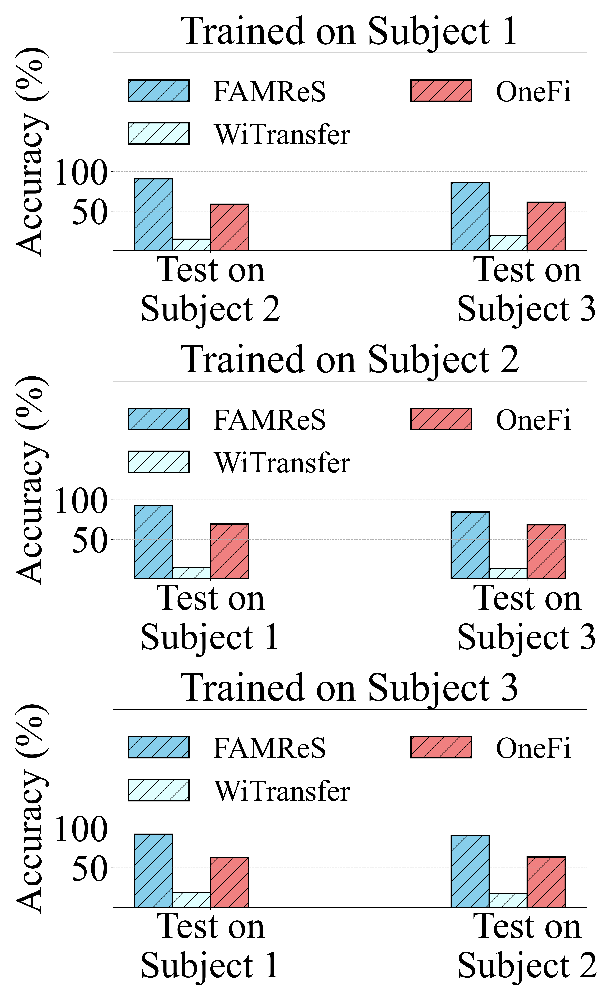 Trained on Subject 1
Accuracy (%)
FAMReS
OneFi
WiTransfer
100
50
Test on
Subject 2
Test on
Subject 3
Trained on Subject 2
Accuracy (%)
FAMReS
OneFi
WiTransfer
100
50
Test on
Subject 1
Test on
Subject 3
Trained on Subject 3
Accuracy (%)
FAMReS
OneFi
WiTransfer
100
50
Test on
Subject 1
Test on
Subject 2